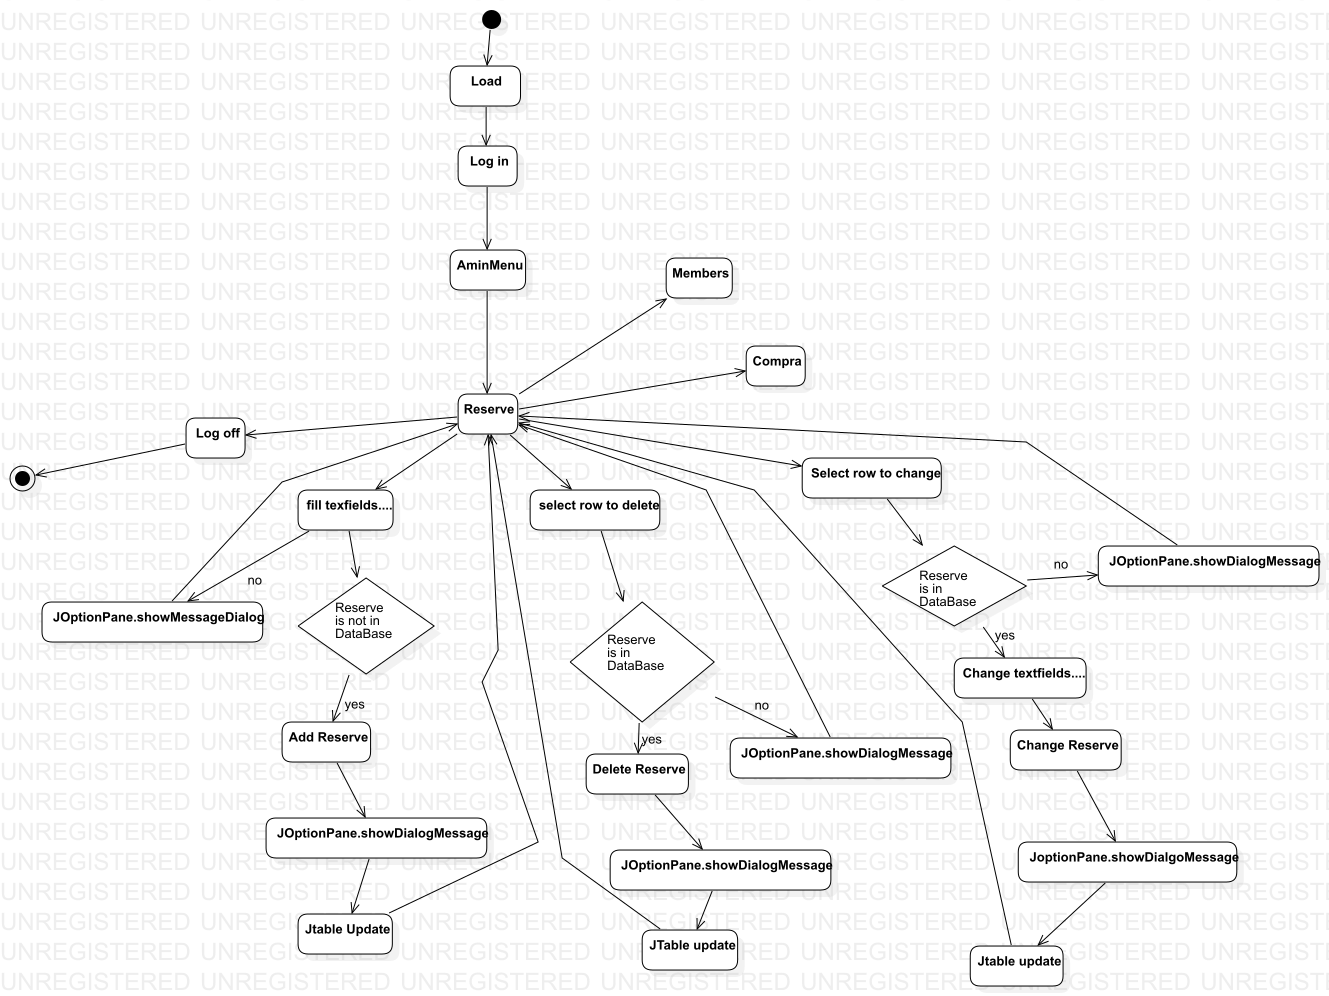 Load
Log in
AminMenu
Members
Compra
Reserve
Log off
Select row to change
fill texfields....
select row to delete
Reserve
is in
DataBase
no
JOptionPane.showDialogMessage
no
JOptionPane.showMessageDialog
Reserve
is not in
DataBase
Reserve
is in
DataBase
yes
Change textfields....
yes
no
Add Reserve
yes
Change Reserve
JOptionPane.showDialogMessage
Delete Reserve
JOptionPane.showDialogMessage
JOptionPane.showDialogMessage
JoptionPane.showDialgoMessage
Jtable Update
JTable update
Jtable update
UNREGISTERED